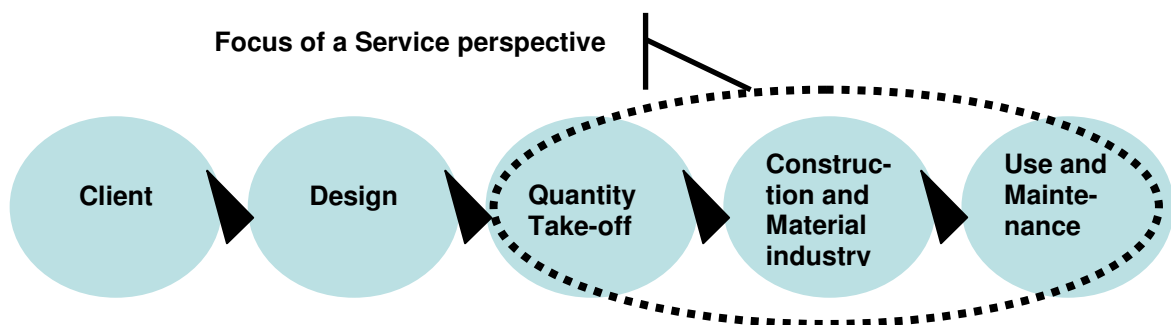 Focus of a Service perspective
Client
Design
Quantity
Take-off
Construc-
tion and
Material
industry
Use and
Mainte-
nance